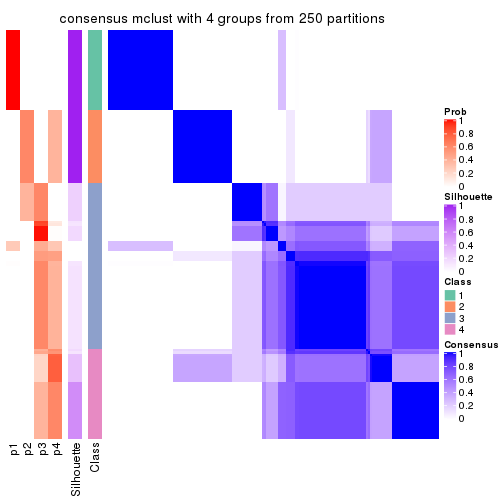 consensus mclust with 4 groups from 250 partitions
Prob
1
0.8
0.6
0.4
0.2
0
Silhouette
1
0.8
0.6
0.4
0.2
0
Class
1
2
3
4
Consensus
1
0.8
0.6
0.4
0.2
0
p1
p2
p3
p4
Silhouette
Class